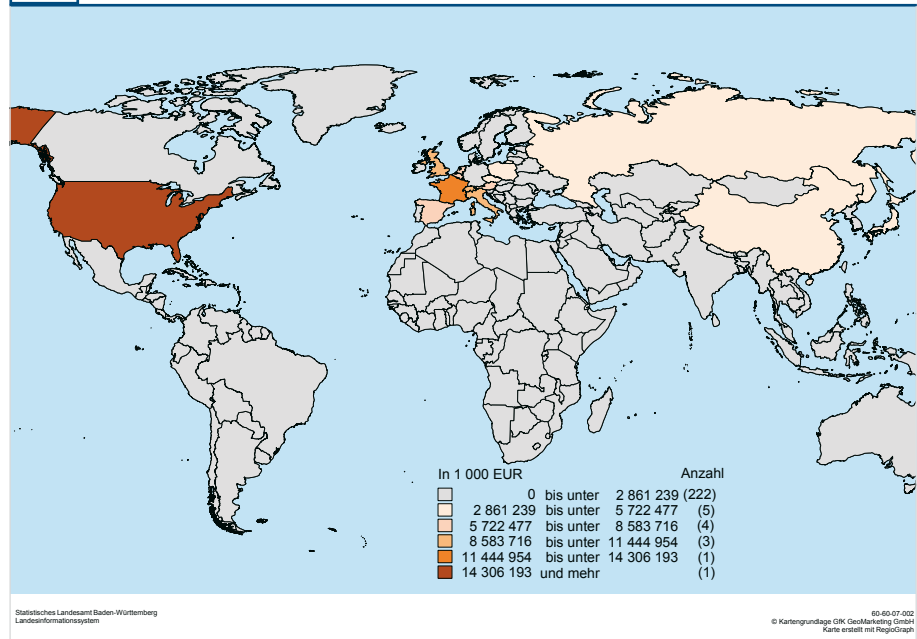 In 1 000 EUR Anzahl
0 bis unter 2 861 239 (222)
2 861 239 bis unter 5 722 477 (5)
5 722 477 bis unter 8 583 716 (4)
8 583 716 bis unter 11 444 954 (3)
11 444 954 bis unter 14 306 193 (1)
14 306 193 und mehr (1)
Statistisches Landesamt Baden-Württemberg
Landesinformationssystem
60-60-07-002
© Kartengrundlage GfK GeoMarketing GmbH
Karte erstellt mit RegioGraph